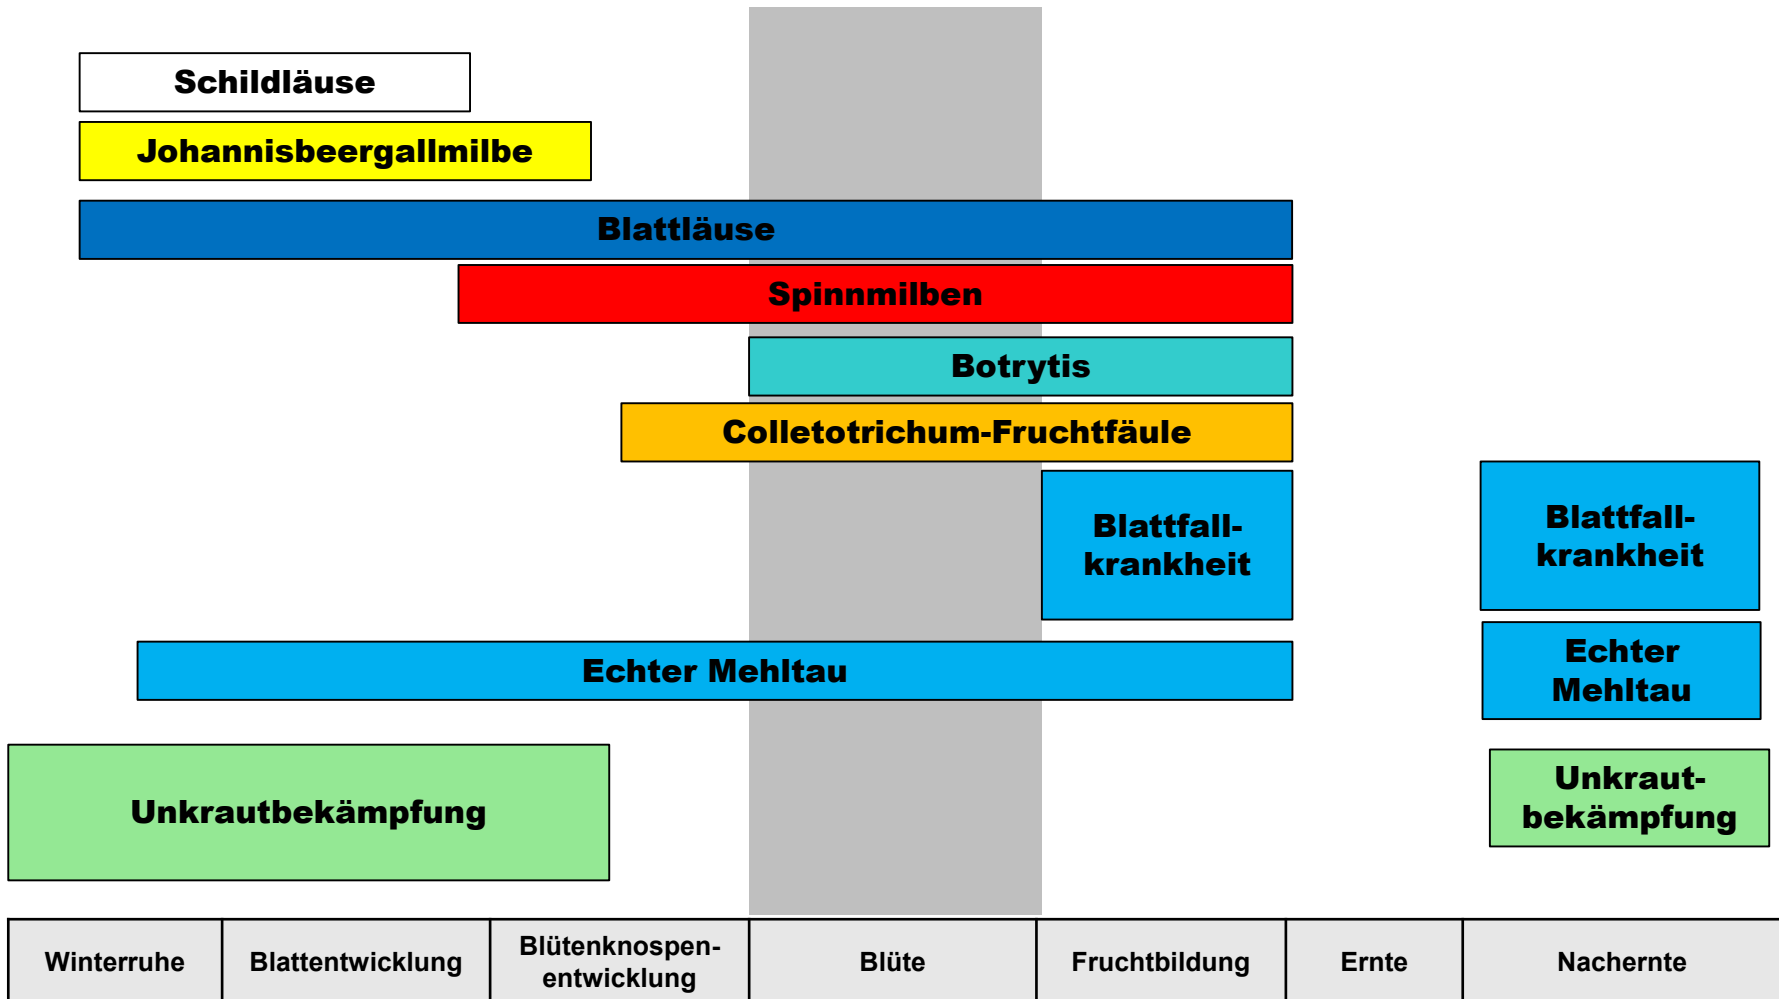 Schildläuse
Johannisbeergallmilbe
Blattläuse
Spinnmilben
Botrytis
Colletotrichum-Fruchtfäule
Blattfall-
krankheit
Blattfall-
krankheit
Echter Mehltau
Echter
Mehltau
Unkrautbekämpfung
Unkraut-
bekämpfung
Winterruhe
Blattentwicklung
Blütenknospen-
entwicklung
Blüte
Fruchtbildung
Ernte
Nachernte